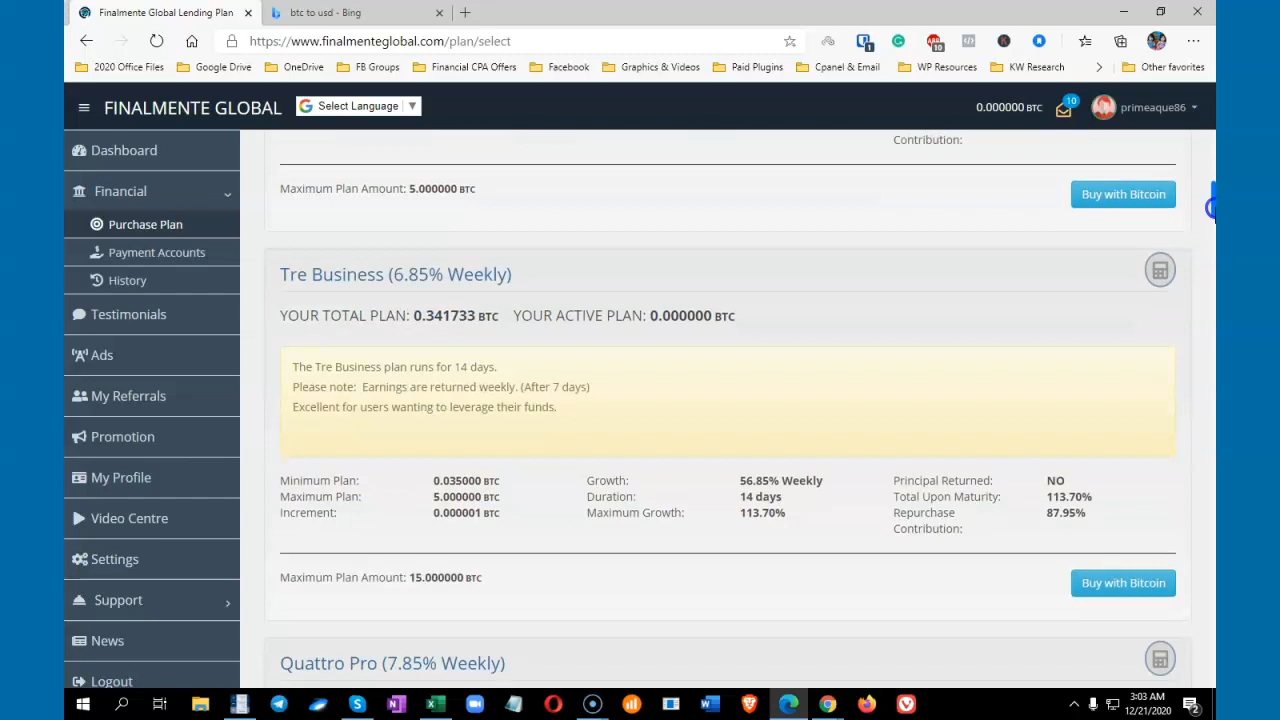 Finalmente Global Lending Plan
btc to usd - Bing
https://www.finalmenteglobal.com/plan/select
1
10
2020 Office Files
Google Drive
OneDrive
FB Groups
Financial CPA Offers
Facebook
Graphics & Videos
Paid Plugins
Cpanel & Email
WP Resources
KW Research
Other favorites
FINALMENTE GLOBAL
Select Language
0.000000 BTC
10
primeaque86
Dashboard
Financial
Purchase Plan
Payment Accounts
History
Testimonials
Ads
My Referrals
Promotion
My Profile
Video Centre
Settings
Support
News
Logout
Contribution:
Maximum Plan Amount: 5.000000 BTC
Buy with Bitcoin
Tre Business (6.85% Weekly)
YOUR TOTAL PLAN: 0.341733 BTC YOUR ACTIVE PLAN: 0.000000 BTC
The Tre Business plan runs for 14 days.
Please note: Earnings are returned weekly. (After 7 days)
Excellent for users wanting to leverage their funds.
Minimum Plan: 0.035000 BTC Growth: 56.85% Weekly Principal Returned: NO
Maximum Plan: 5.000000 BTC Duration: 14 days Total Upon Maturity: 113.70%
Increment: 0.000001 BTC Maximum Growth: 113.70% Repurchase 87.95%
Contribution:
Maximum Plan Amount: 15.000000 BTC
Buy with Bitcoin
Quattro Pro (7.85% Weekly)
3:03 AM
12/21/2020
2